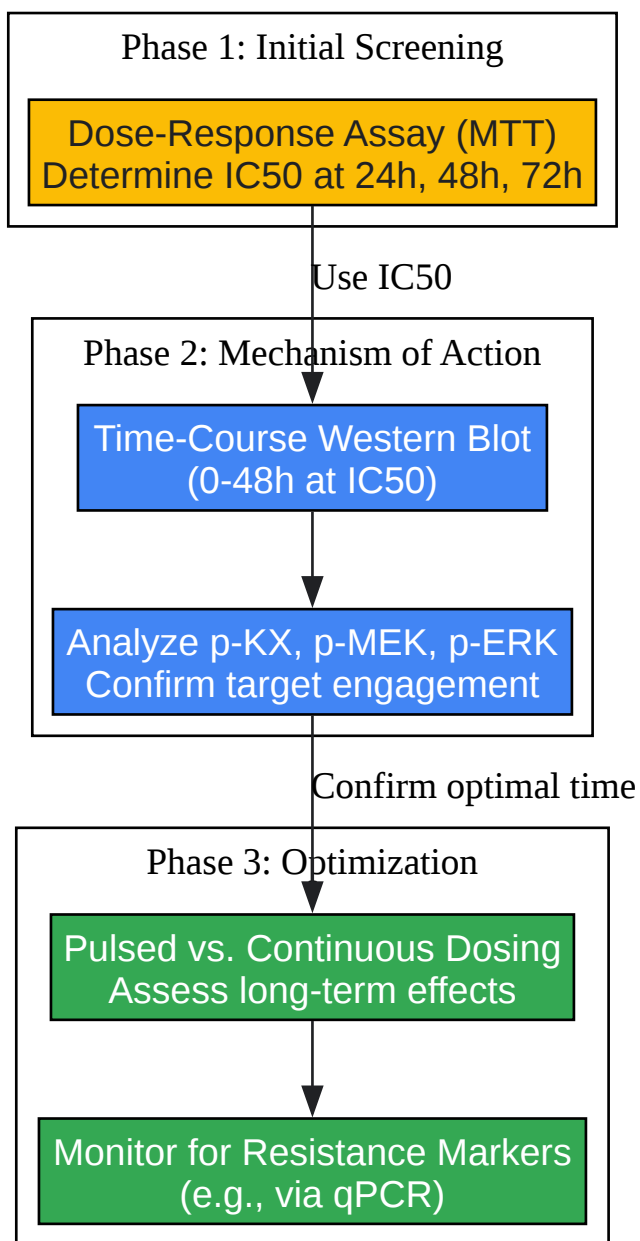 Phase 1: Initial Screening
Dose-Response Assay (MTT)
Determine IC50 at 24h, 48h, 72h
Use IC50
Phase 2: Mechanism of Action
Time-Course Western Blot
(0-48h at IC50)
Analyze p-KX, p-MEK, p-ERK
Confirm target engagement
Confirm optimal time
Phase 3: Optimization
Pulsed vs. Continuous Dosing
Assess long-term effects
Monitor for Resistance Markers
(e.g., via qPCR)